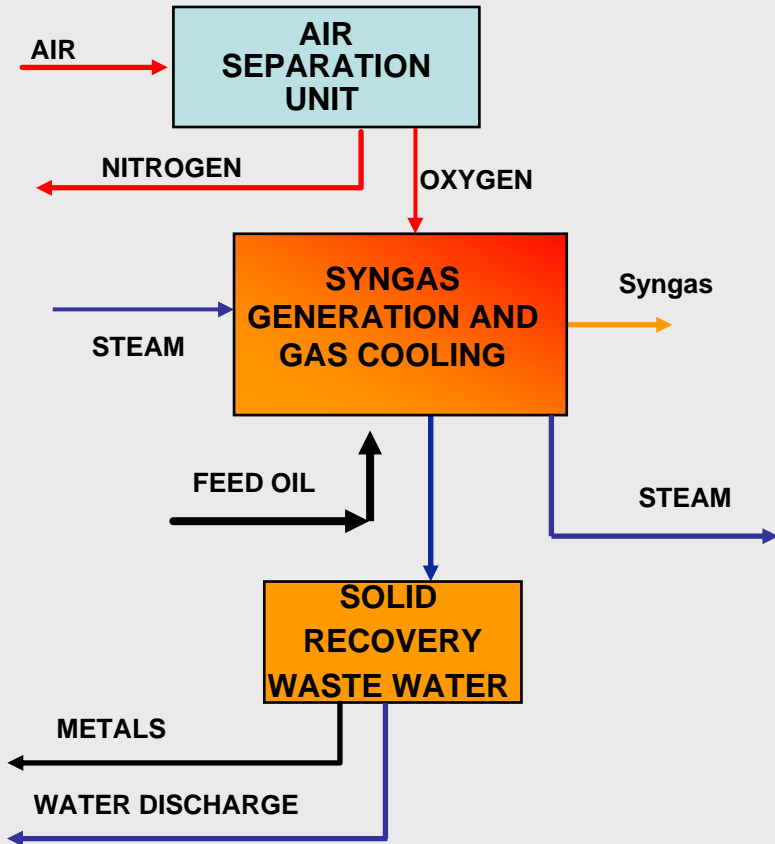 AIR
AIR
SEPARATION
UNIT
NITROGEN
OXYGEN
SYNGAS
GENERATION AND
GAS COOLING
Syngas
STEAM
FEED OIL
STEAM
SOLID
RECOVERY
WASTE WATER
METALS
WATER DISCHARGE